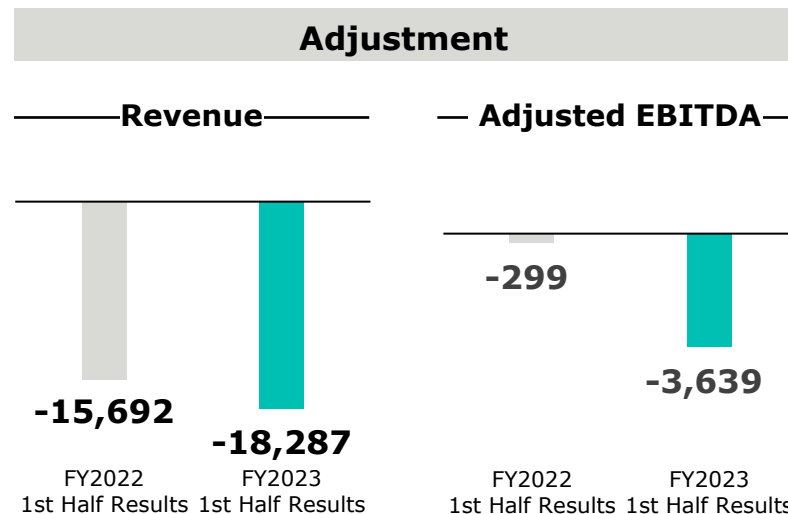 Adjustment
Revenue
Adjusted EBITDA
-15,692
-18,287
-299
-3,639
FY2022
1st Half Results
FY2023
1st Half Results
FY2022
1st Half Results
FY2023
1st Half Results